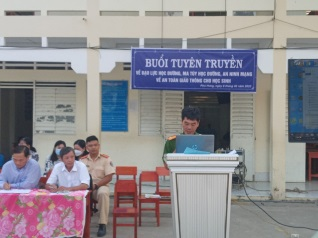 BUỔI TUYÊN TRUYỀN
VỀ BẠO LỰC HỌC ĐƯỜNG, MA TÚY HỌC ĐƯỜNG, AN NINH MẠNG
VỀ AN TOÀN GIAO THÔNG CHO HỌC SINH